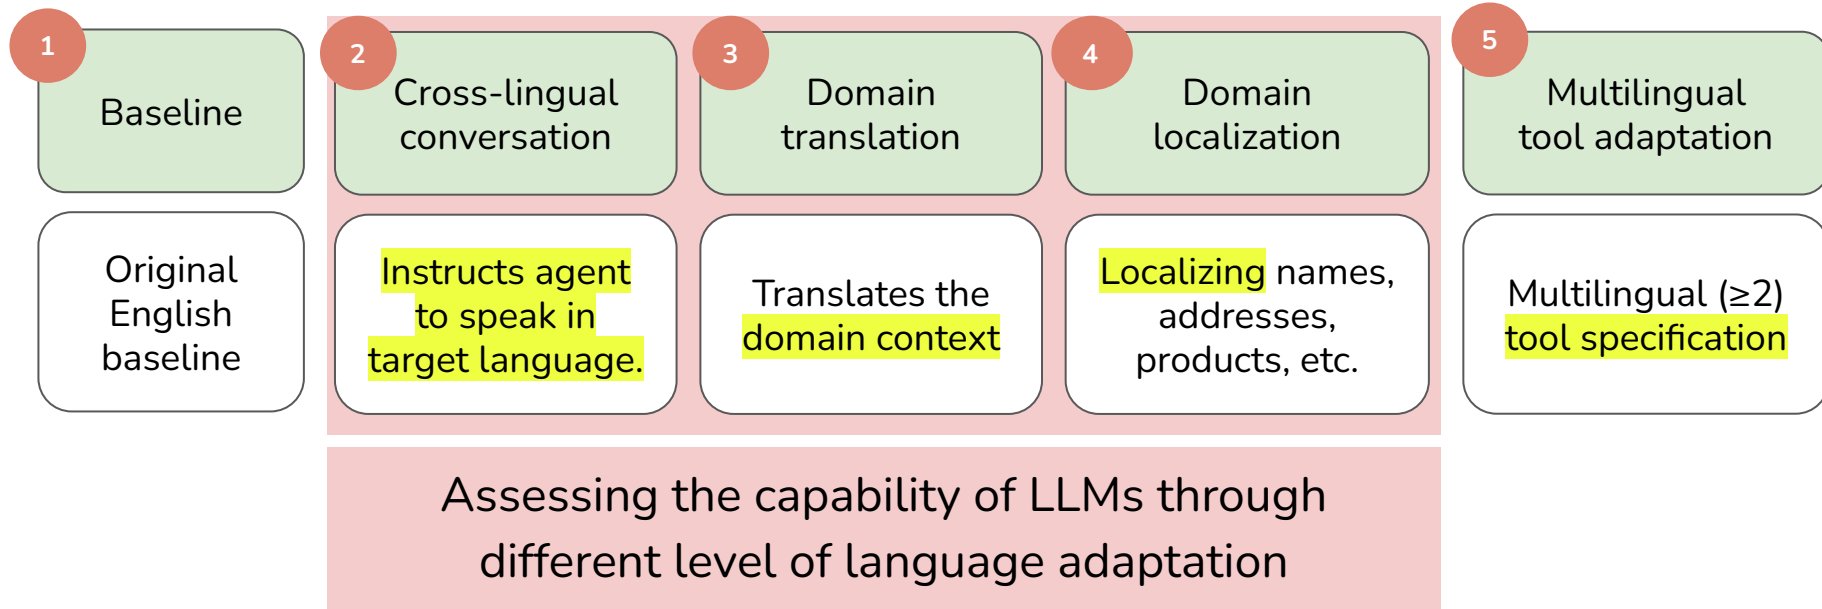 1
Baseline
Original
English
baseline
2
Cross-lingual
conversation
Instructs agent
to speak in
target language.
3
Domain
translation
Translates the
domain context
4
Domain
localization
Localizing names,
addresses,
products, etc.
5
Multilingual
tool adaptation
Multilingual (≥2)
tool specification
Assessing the capability of LLMs through
different level of language adaptation